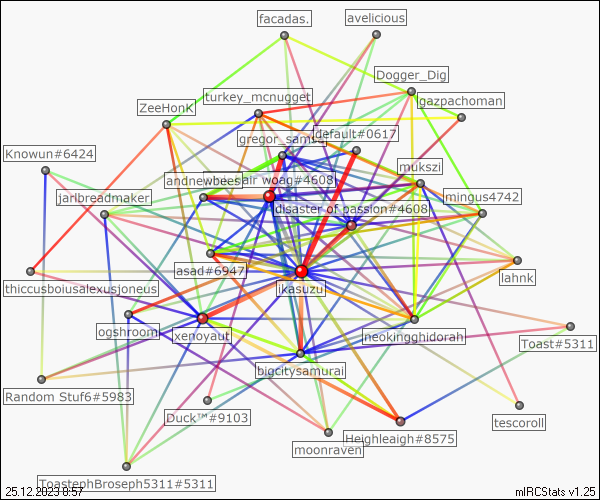 facadas.
avelicious
Dogger_Dig
turkey_mcnugget
gazpachoman
ZeeHonK
default#0617
gregor_samsa
Knowun#6424
mukszi
andnewbees
air woag#4608
jarlbreadmaker
mingus4742
disaster of passion#4608
asad#6947
lahnk
thiccusboiusalexusjoneus
ikasuzu
ogshroom
xenoyaut
neokingghidorah
Toast#5311
bigcitysamurai
Random Stuf6#5983
Duck™#9103
tescoroll
Heighleaigh#8575
moonraven
ToastephBroseph5311#5311
25.12.2023 8:57
mIRCStats v1.25